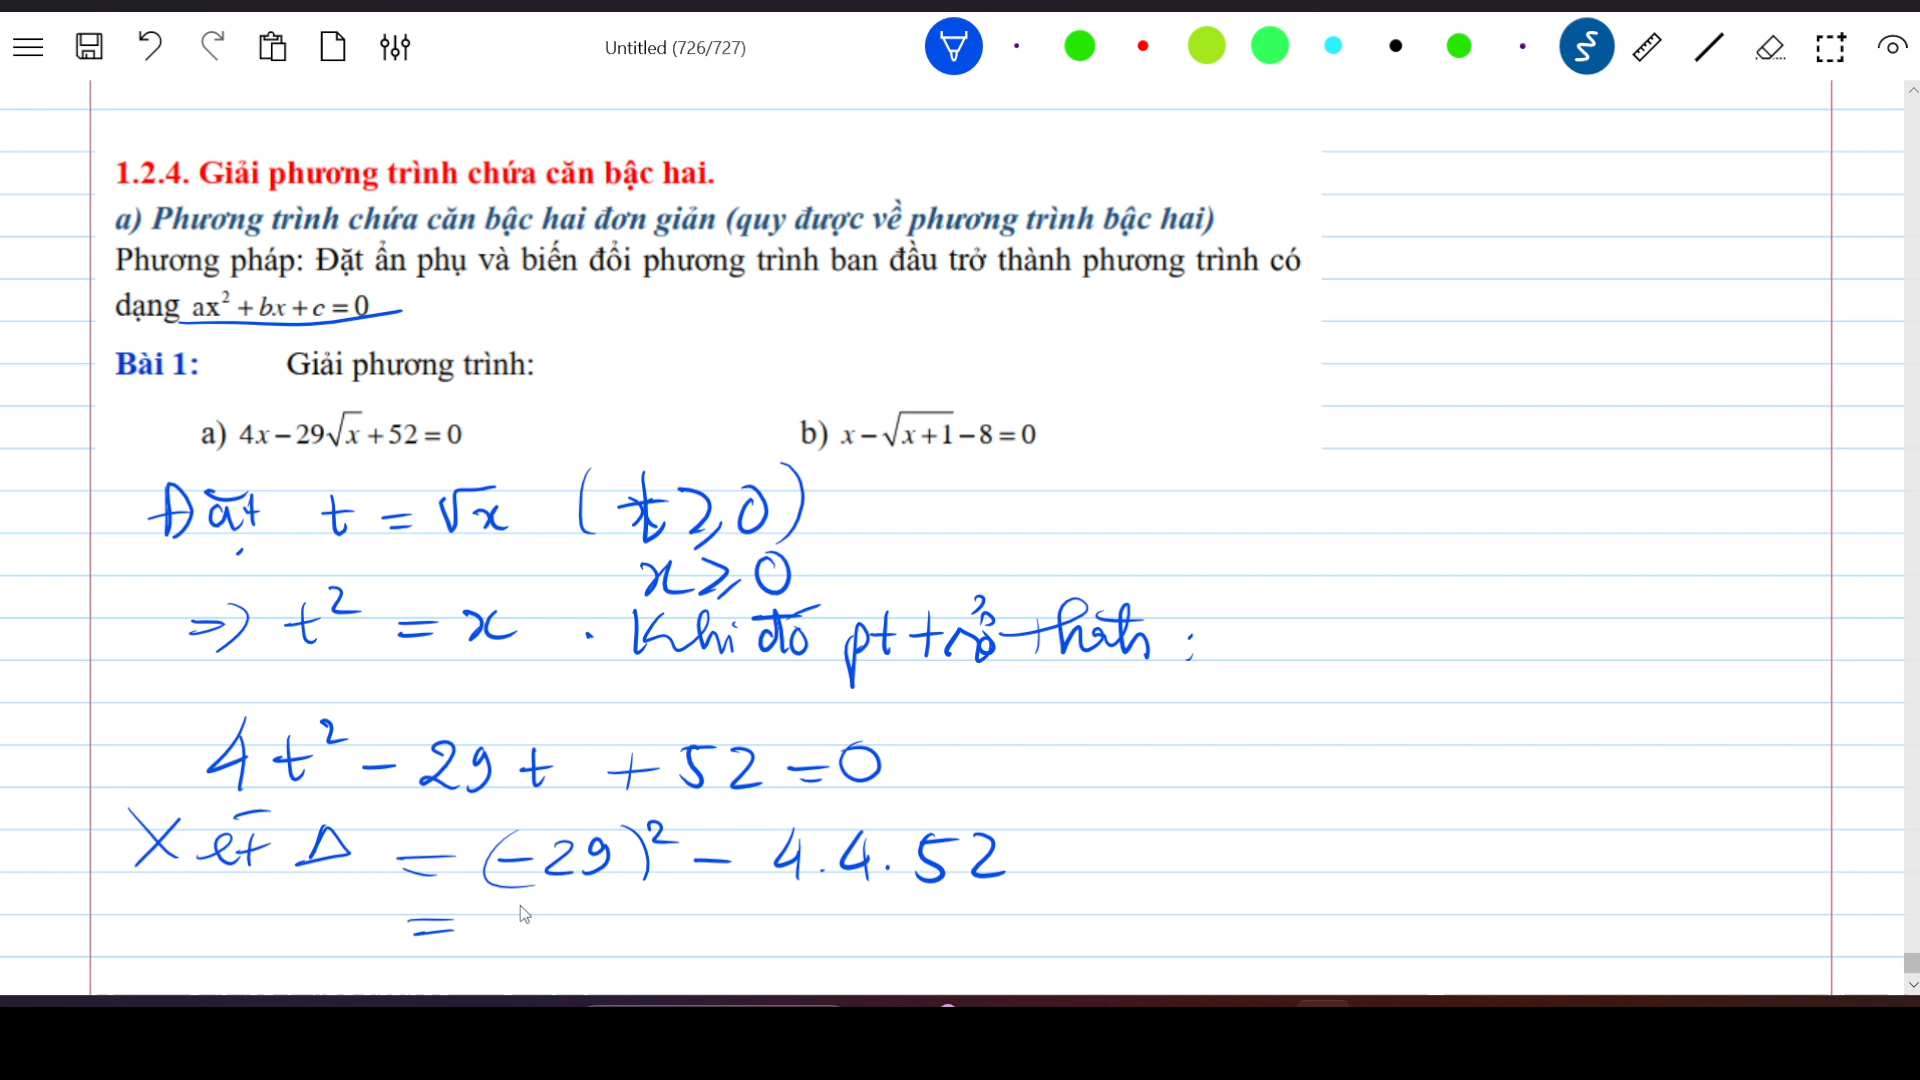 Untitled (726/727)
1.2.4. Giải phương trình chứa căn bậc hai.
a) Phương trình chứa căn bậc hai đơn giản (quy được về phương trình bậc hai)
Phương pháp: Đặt ẩn phụ và biến đổi phương trình ban đầu trở thành phương trình có
dạng ax² + bx + c = 0
Bài 1: Giải phương trình:
a) 4x − 29√x + 52 = 0 b) x − √(x+1) − 8 = 0
Đặt t = √x (t ≥ 0)
x ≥ 0
=> t² = x . Khi đó pt trở thành :
4t² − 29t + 52 = 0
Xét Δ = (−29)² − 4.4.52
=